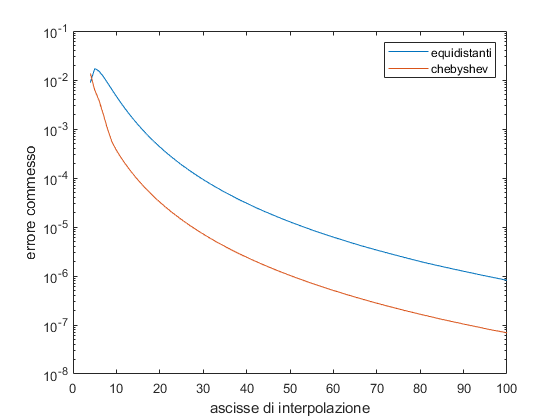 10^-1
10^-2
10^-3
10^-4
10^-5
10^-6
10^-7
10^-8
errore commesso
equidistanti
chebyshev
0 10 20 30 40 50 60 70 80 90 100
ascisse di interpolazione